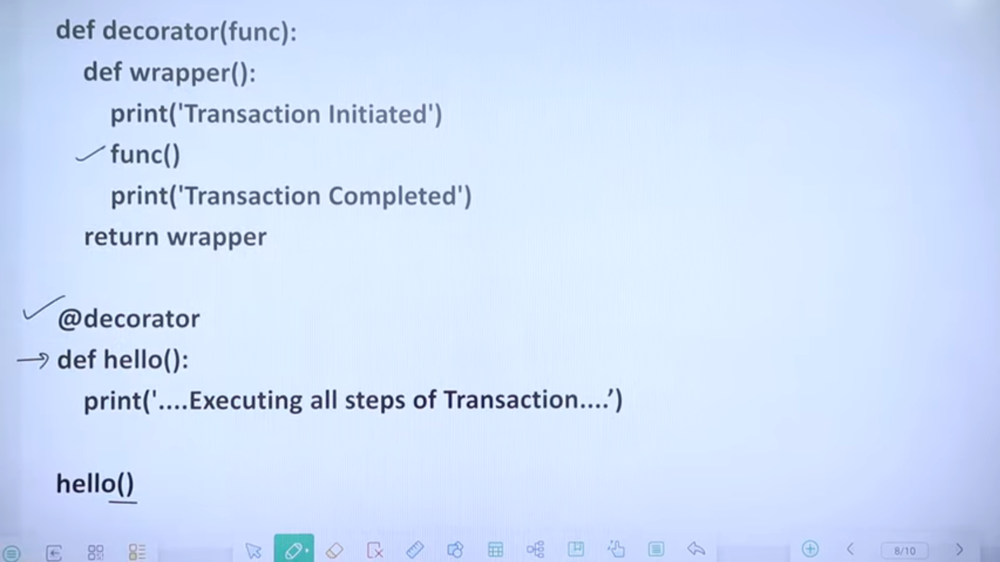 def decorator(func):
def wrapper():
print('Transaction Initiated')
func()
print('Transaction Completed')
return wrapper
@decorator
def hello():
print('....Executing all steps of Transaction....’)
hello()
8/10